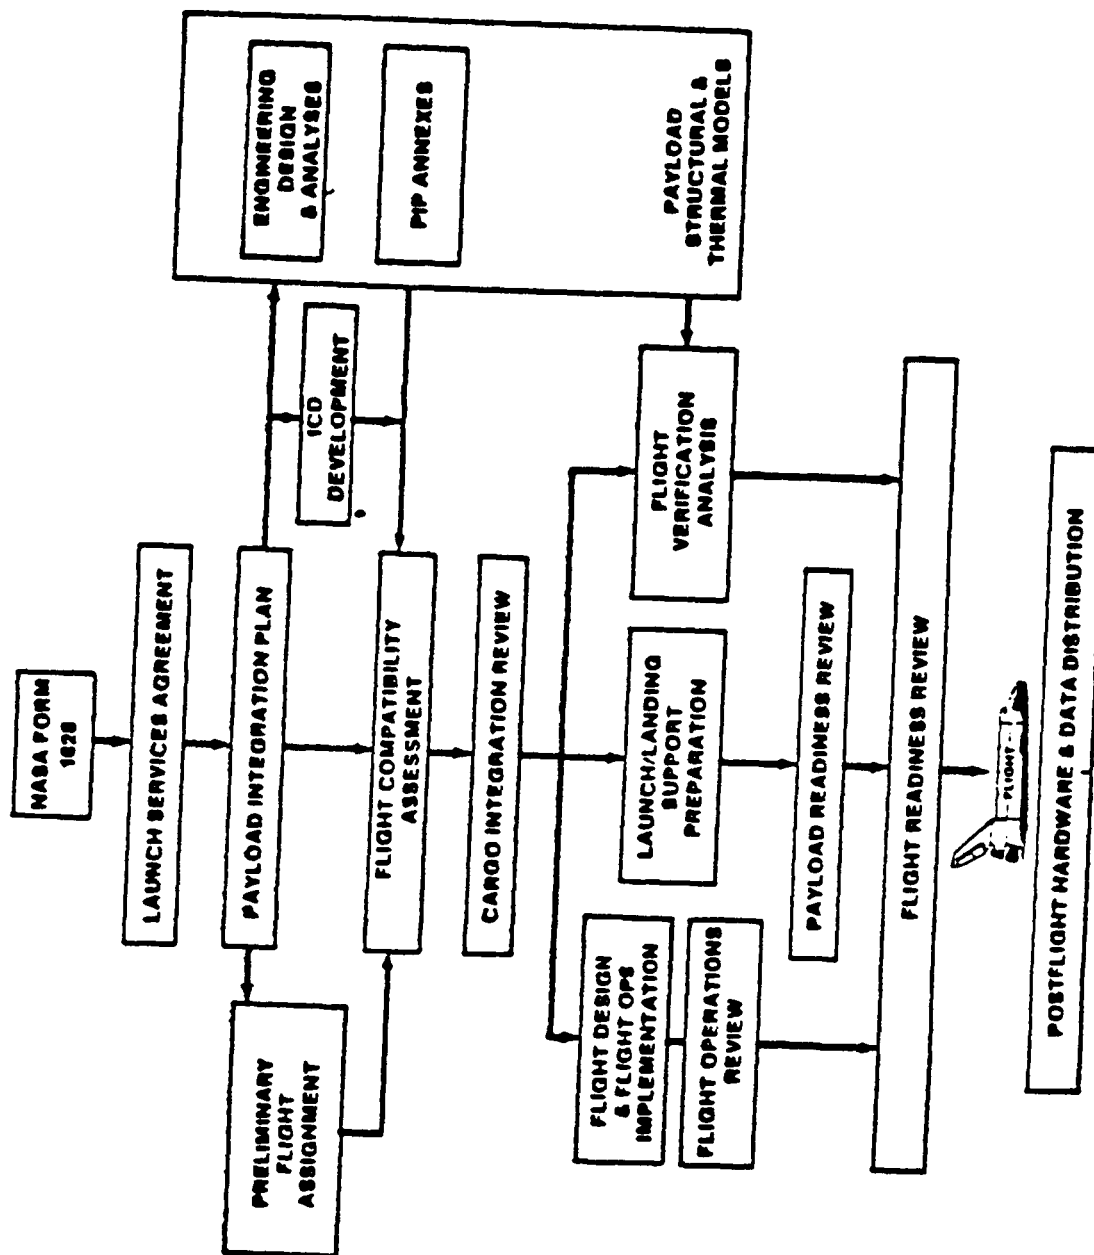 NASA FORM
1628
LAUNCH SERVICES AGREEMENT
PAYLOAD INTEGRATION PLAN
PRELIMINARY
FLIGHT
ASSIGNMENT
ICD
DEVELOPMENT
ENGINEERING
DESIGN
& ANALYSES
PIP ANNEXES
PAYLOAD
STRUCTURAL &
THERMAL MODELS
FLIGHT COMPATIBILITY
ASSESSMENT
CARGO INTEGRATION REVIEW
FLIGHT DESIGN
& FLIGHT OPS
IMPLEMENTATION
FLIGHT OPERATIONS
REVIEW
LAUNCH/LANDING
SUPPORT
PREPARATION
FLIGHT
VERIFICATION
ANALYSIS
PAYLOAD READINESS REVIEW
FLIGHT READINESS REVIEW
FLIGHT
POSTFLIGHT HARDWARE & DATA DISTRIBUTION